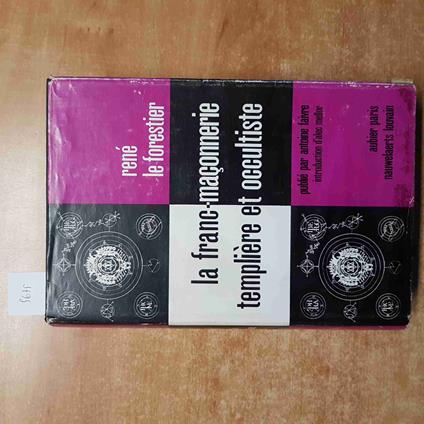 rené
le forestier
la franc-maçonnerie
templière et occultiste
publié par antoine faivre
introduction d'alec mellor
aubier paris
nauwelaerts louvain